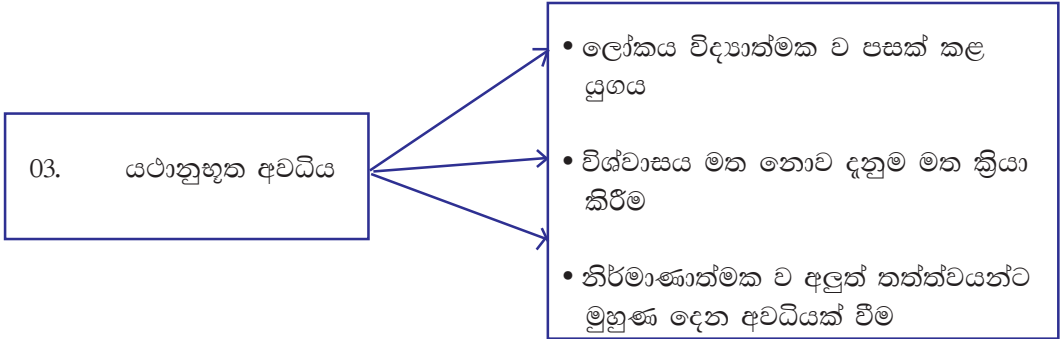 03. යථානුභූත අවධිය
• ලෝකය විද්‍යාත්මක ව පසක් කළ
යුගය
• විශ්වාසය මත නොව දැනුම මත ක්‍රියා
කිරීම
• නිර්මාණාත්මක ව අලුත් තත්ත්වයන්ට
මුහුණ දෙන අවධියක් වීම